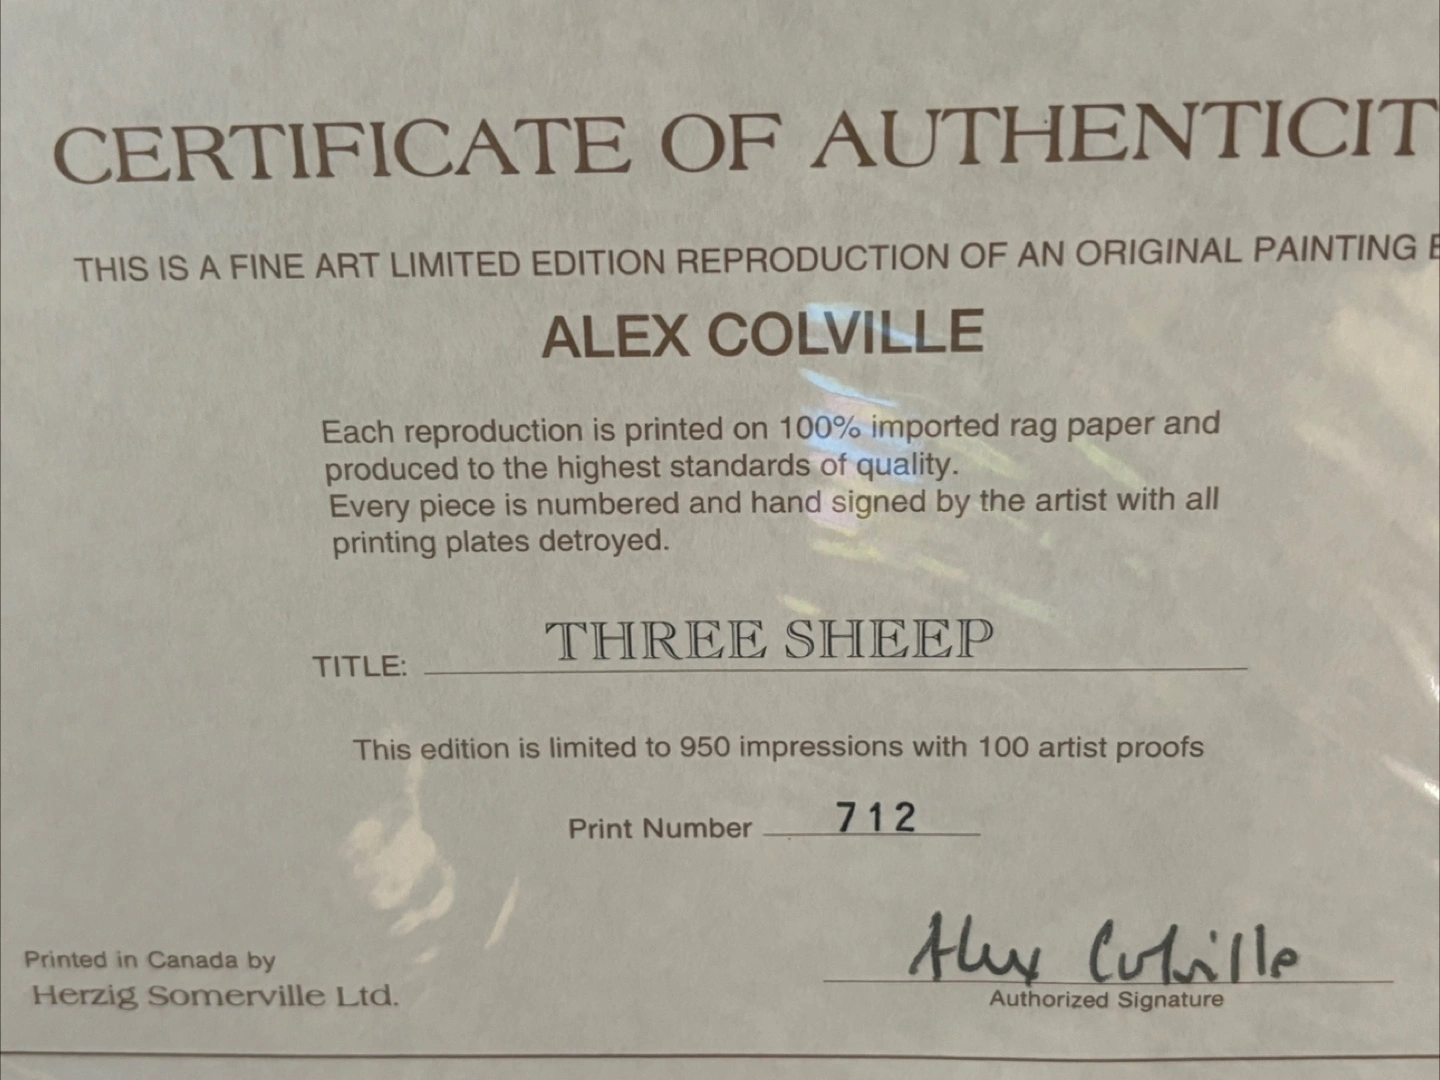 CERTIFICATE OF AUTHENTICIT
THIS IS A FINE ART LIMITED EDITION REPRODUCTION OF AN ORIGINAL PAINTING B
ALEX COLVILLE
Each reproduction is printed on 100% imported rag paper and
produced to the highest standards of quality.
Every piece is numbered and hand signed by the artist with all
printing plates detroyed.
TITLE: THREE SHEEP
This edition is limited to 950 impressions with 100 artist proofs
Print Number 712
Alex Colville
Authorized Signature
Printed in Canada by
Herzig Somerville Ltd.